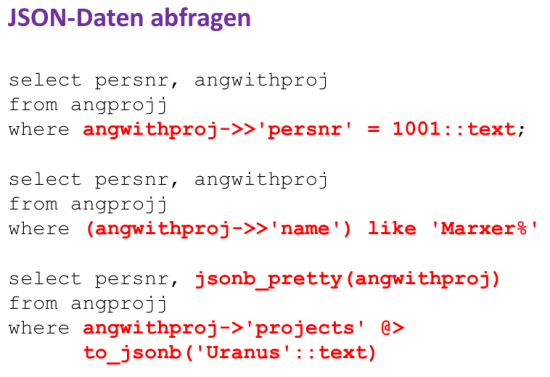 JSON-Daten abfragen
select persnr, angwithproj
from angprojj
where angwithproj->>'persnr' = 1001::text;
select persnr, angwithproj
from angprojj
where (angwithproj->>'name') like 'Marxer%'
select persnr, jsonb_pretty(angwithproj)
from angprojj
where angwithproj->'projects' @>
to_jsonb('Uranus'::text)